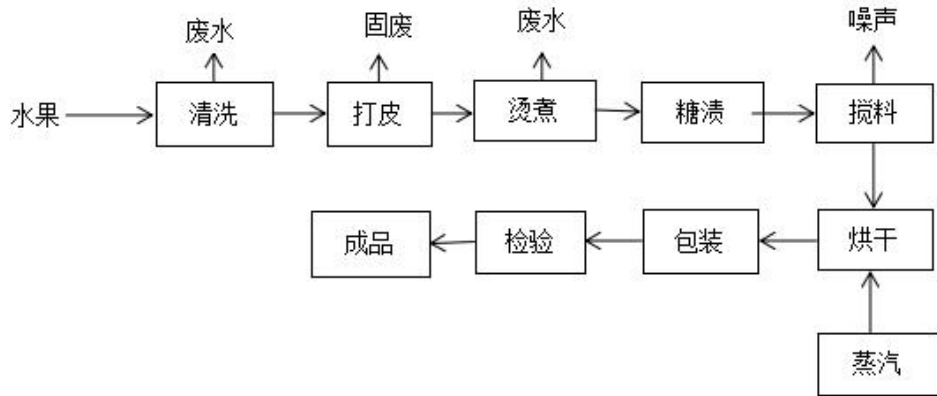 废水
固废
废水
噪声
水果
清洗
打皮
烫煮
糖渍
搅料
成品
检验
包装
烘干
蒸汽